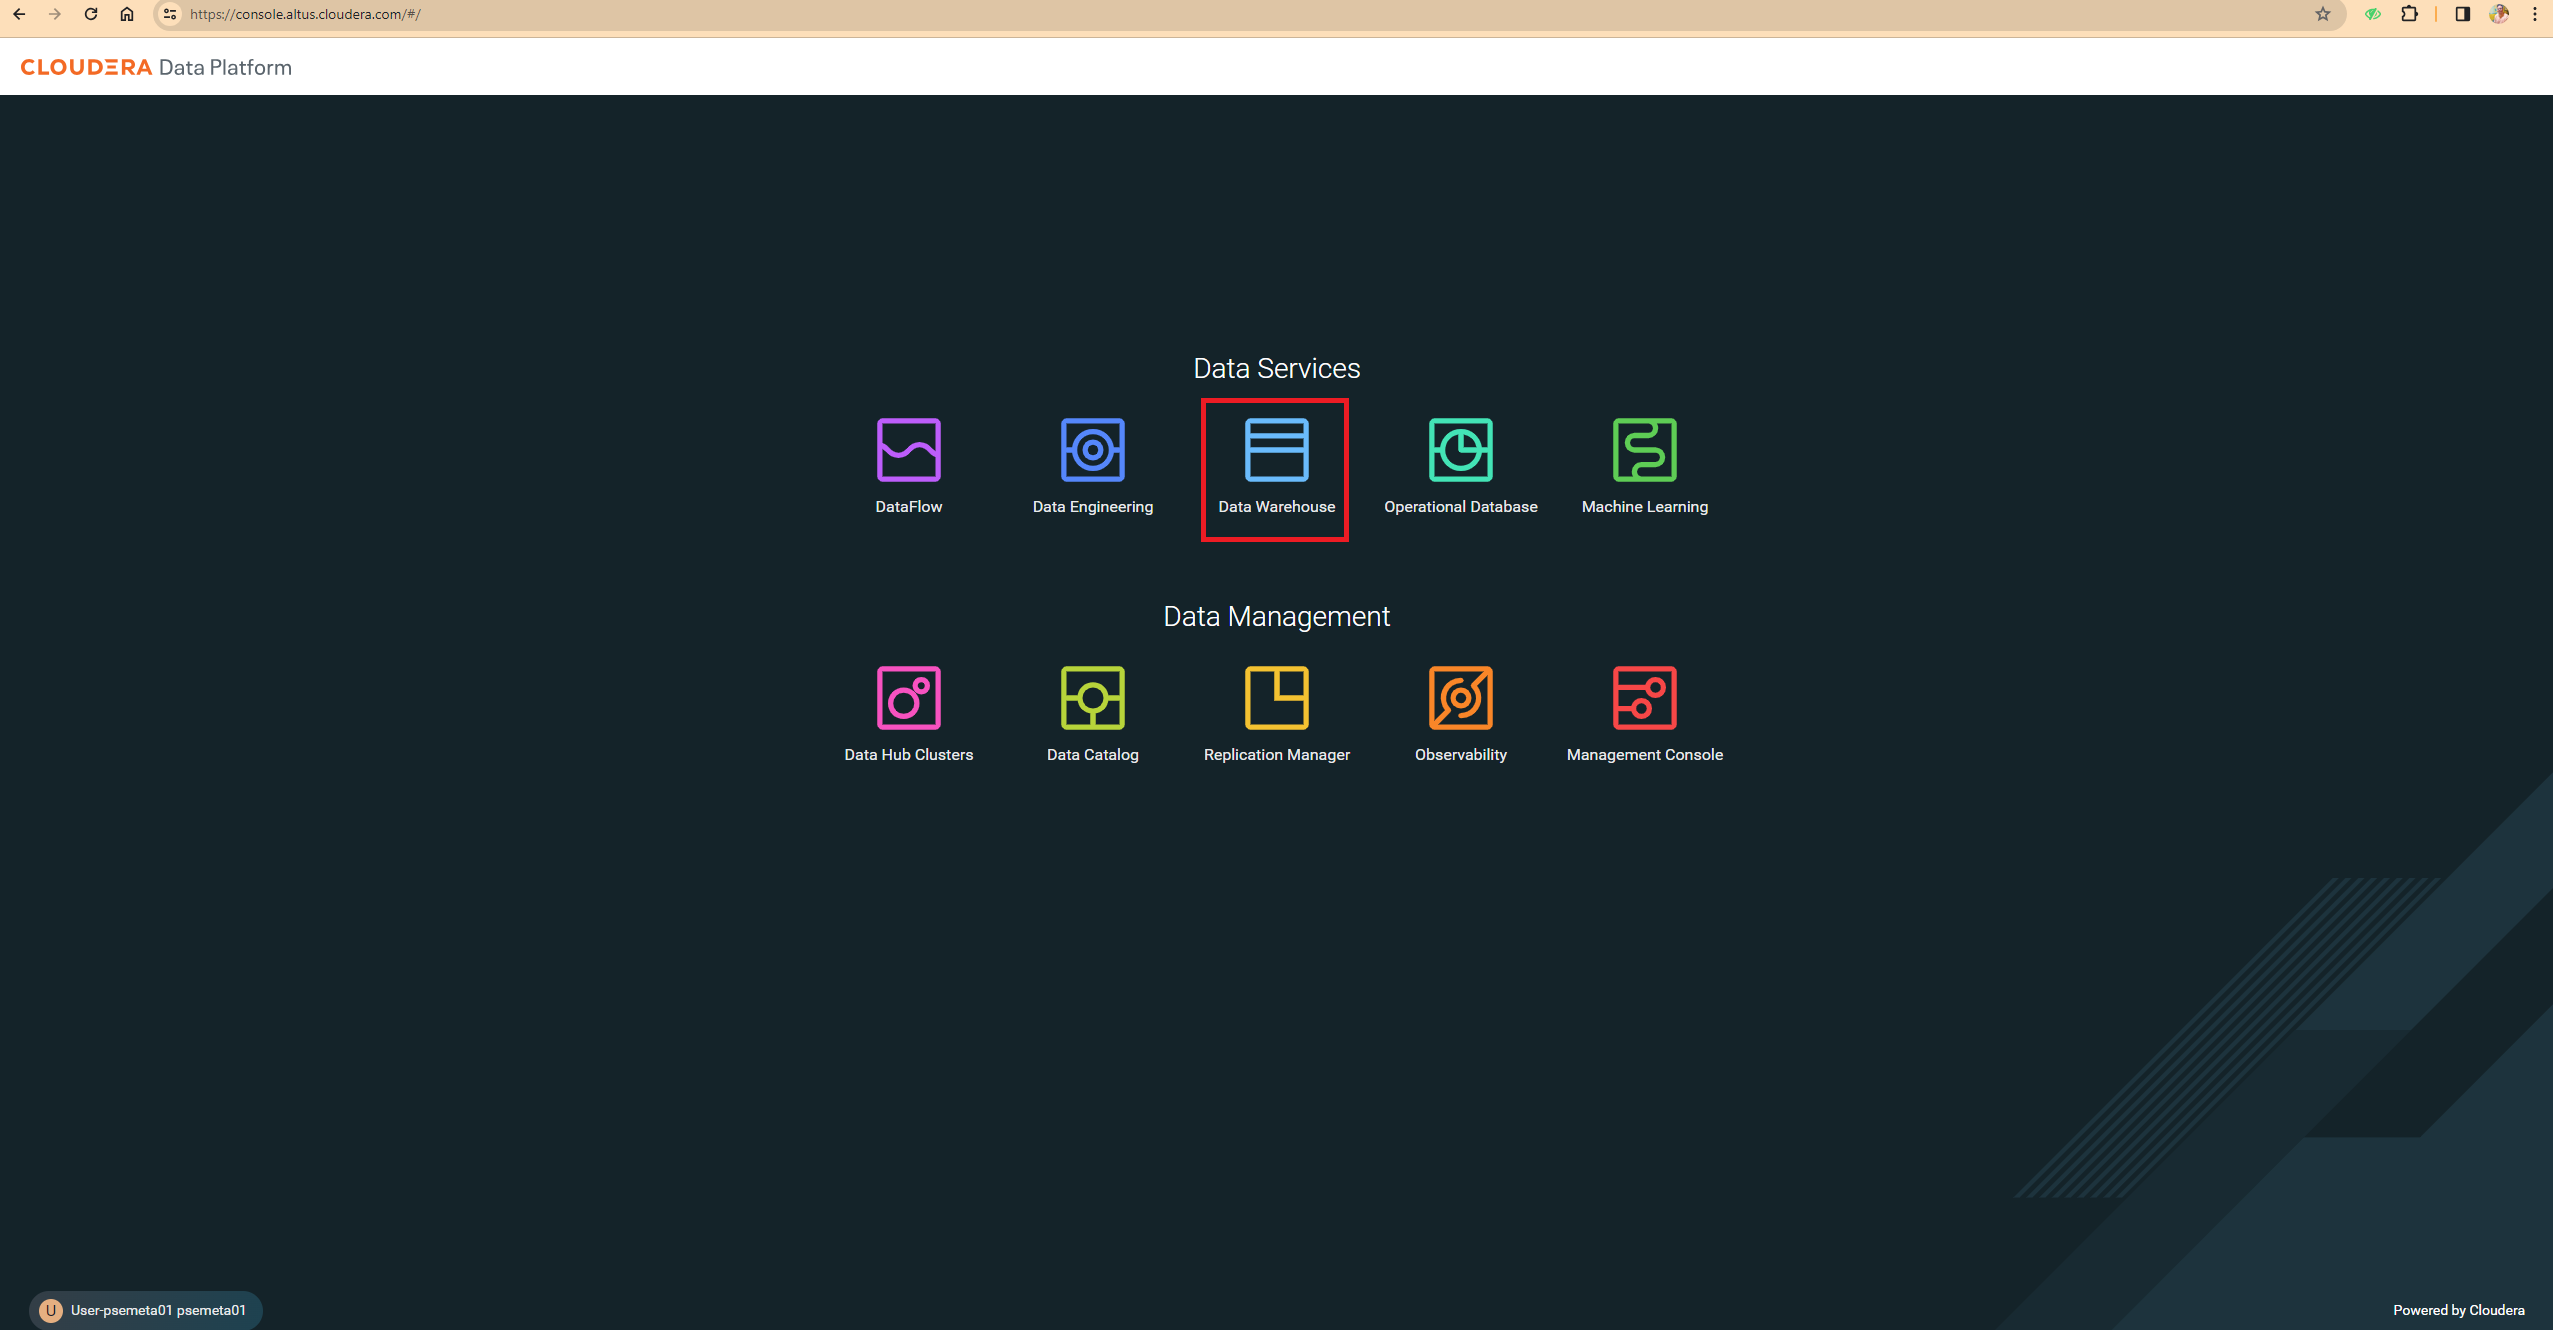 https://console.altus.cloudera.com/#/
CLOUDERA Data Platform
Data Services
DataFlow
Data Engineering
Data Warehouse
Operational Database
Machine Learning
Data Management
Data Hub Clusters
Data Catalog
Replication Manager
Observability
Management Console
U User-psemeta01 psemeta01
Powered by Cloudera